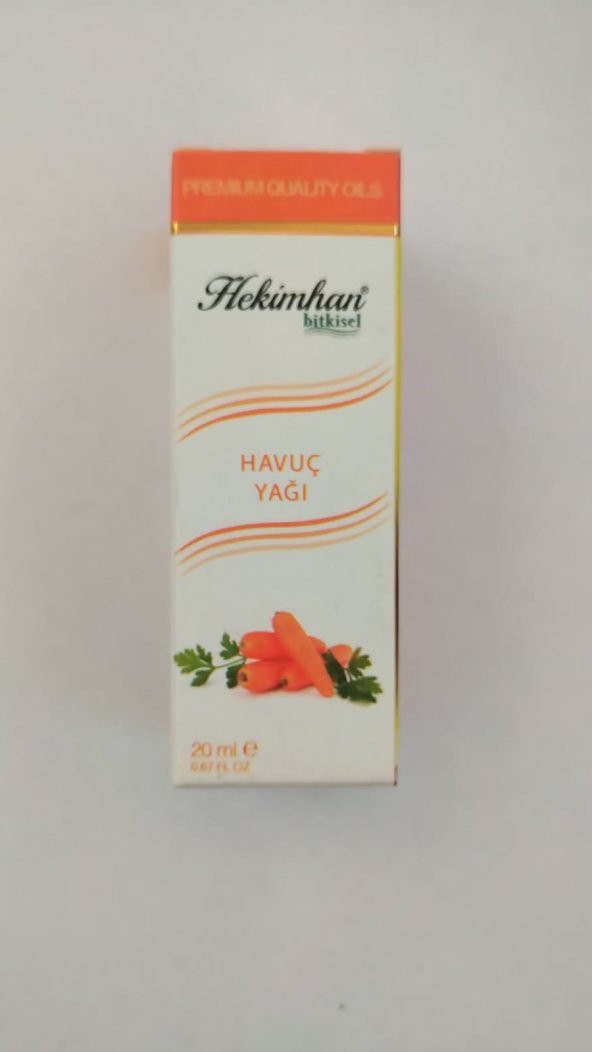 PREMIUM QUALITY OILS
Hekimhan®
bitkisel
HAVUÇ
YAĞI
20 ml ℮
0.67 FL OZ